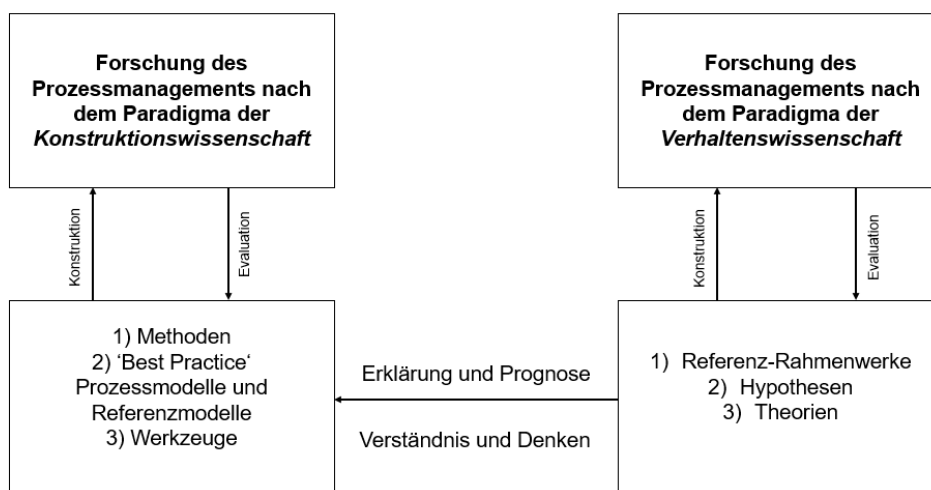 Forschung des
Prozessmanagements nach
dem Paradigma der
Konstruktionswissenschaft
Forschung des
Prozessmanagements nach
dem Paradigma der
Verhaltenswissenschaft
Konstruktion
Evaluation
Konstruktion
Evaluation
1) Methoden
2) ‘Best Practice‘
Prozessmodelle und
Referenzmodelle
3) Werkzeuge
Erklärung und Prognose
Verständnis und Denken
1) Referenz-Rahmenwerke
2) Hypothesen
3) Theorien